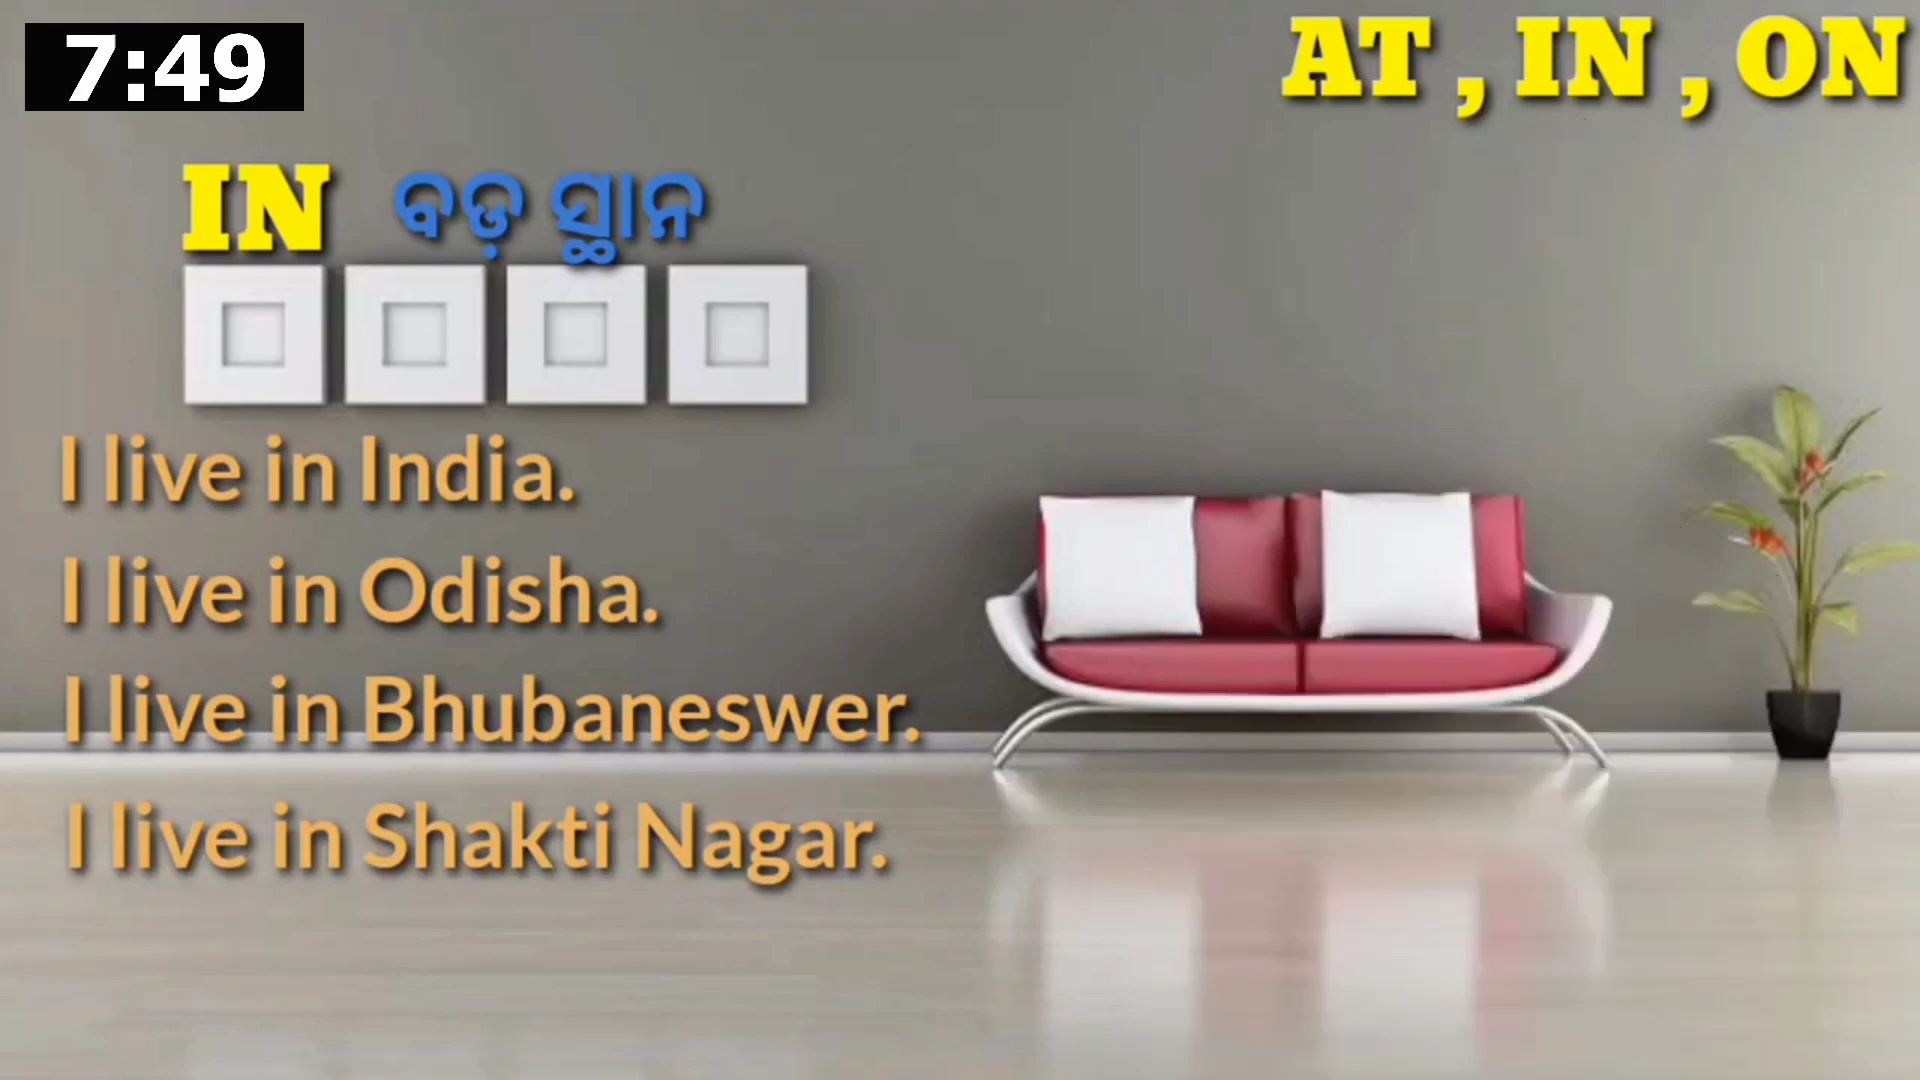 7:49
AT , IN , ON
IN ବଡ଼ ସ୍ଥାନ
I live in India.
I live in Odisha.
I live in Bhubaneswer.
I live in Shakti Nagar.